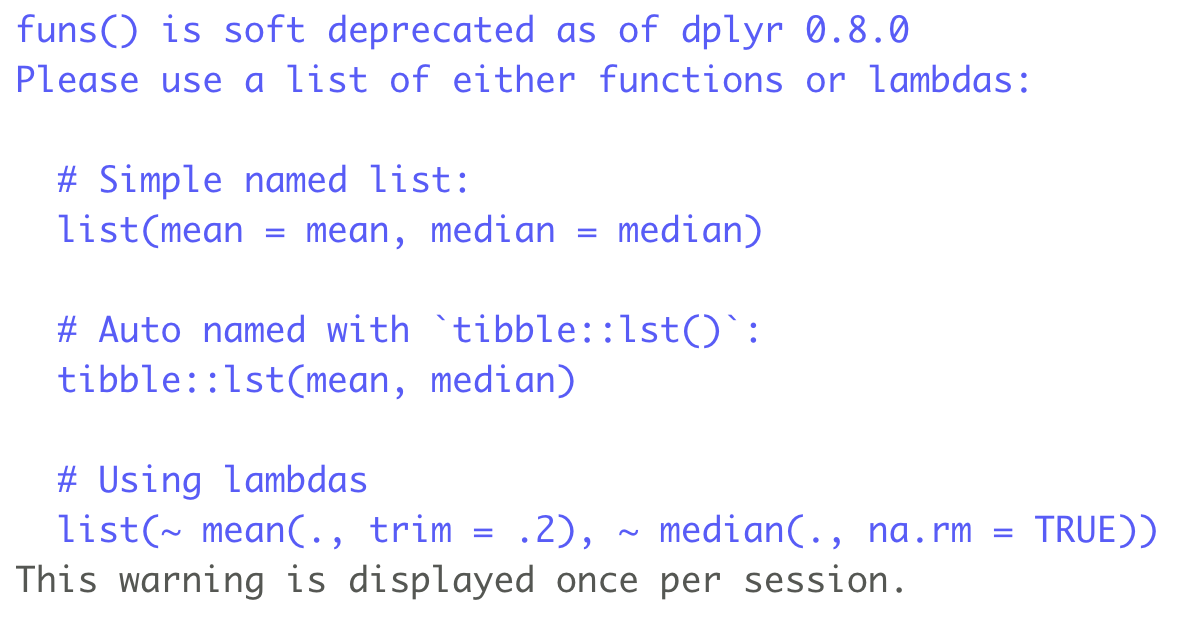 funs() is soft deprecated as of dplyr 0.8.0
Please use a list of either functions or lambdas:
# Simple named list:
list(mean = mean, median = median)
# Auto named with `tibble::lst()`:
tibble::lst(mean, median)
# Using lambdas
list(~ mean(., trim = .2), ~ median(., na.rm = TRUE))
This warning is displayed once per session.